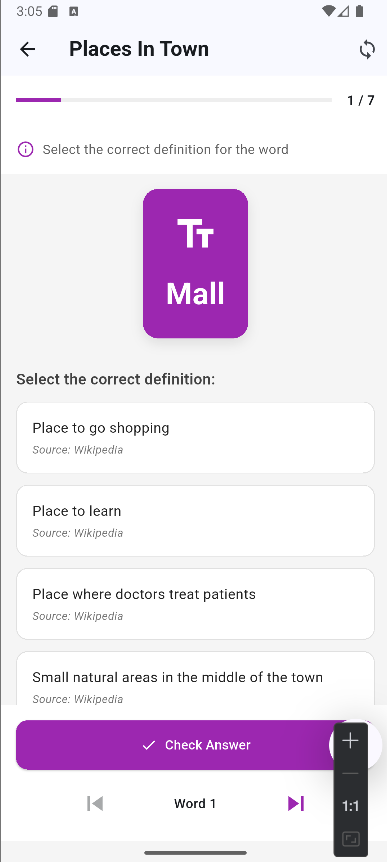 3:05
Places In Town
1 / 7
Select the correct definition for the word
Tт
Mall
Select the correct definition:
Place to go shopping
Source: Wikipedia
Place to learn
Source: Wikipedia
Place where doctors treat patients
Source: Wikipedia
Small natural areas in the middle of the town
Source: Wikipedia
Check Answer
Word 1
1:1